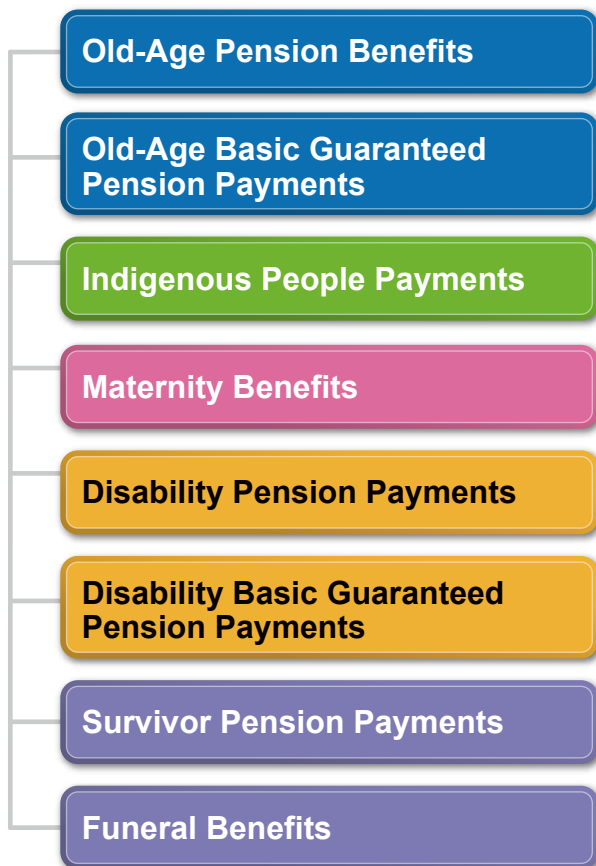 Old-Age Pension Benefits
Old-Age Basic Guaranteed
Pension Payments
Indigenous People Payments
Maternity Benefits
Disability Pension Payments
Disability Basic Guaranteed
Pension Payments
Survivor Pension Payments
Funeral Benefits